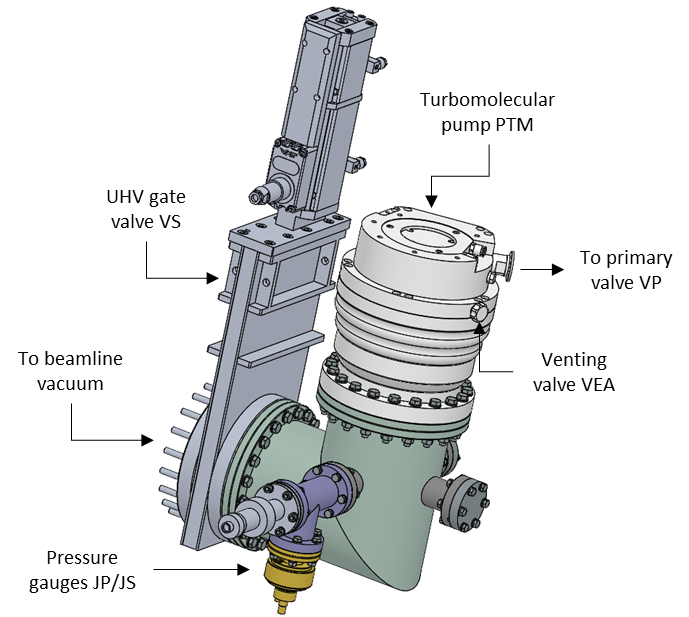 Turbomolecular
pump PTM
UHV gate
valve VS
To primary
valve VP
To beamline
vacuum
Venting
valve VEA
Pressure
gauges JP/JS